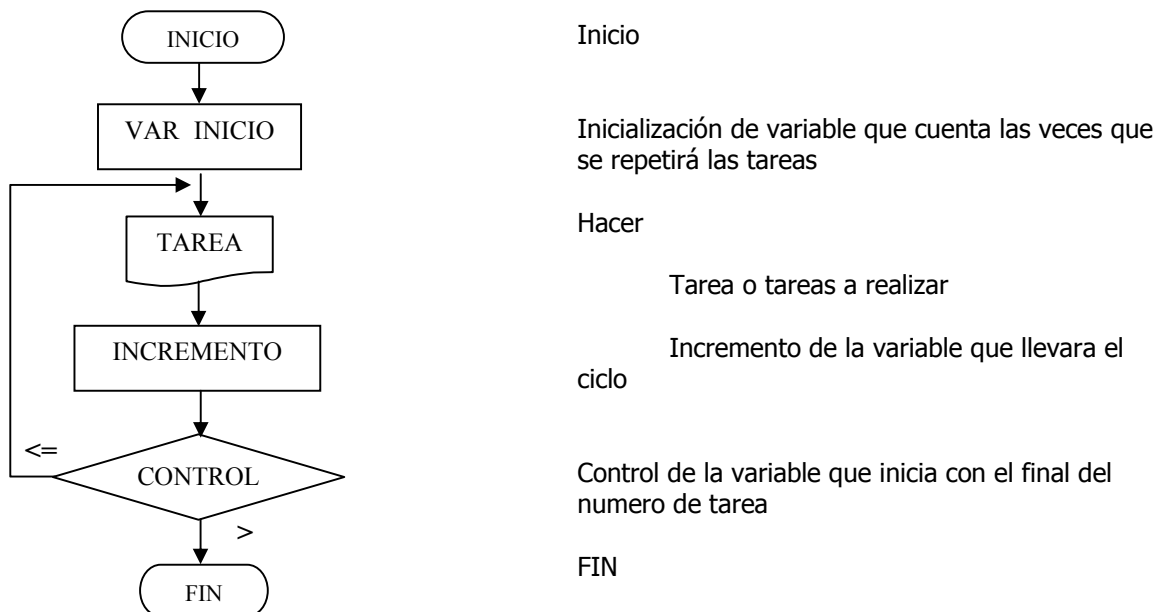 INICIO
Inicio
VAR INICIO
Inicialización de variable que cuenta las veces que
se repetirá las tareas
Hacer
TAREA
Tarea o tareas a realizar
INCREMENTO
Incremento de la variable que llevara el
ciclo
<=
CONTROL
Control de la variable que inicia con el final del
numero de tarea
>
FIN
FIN